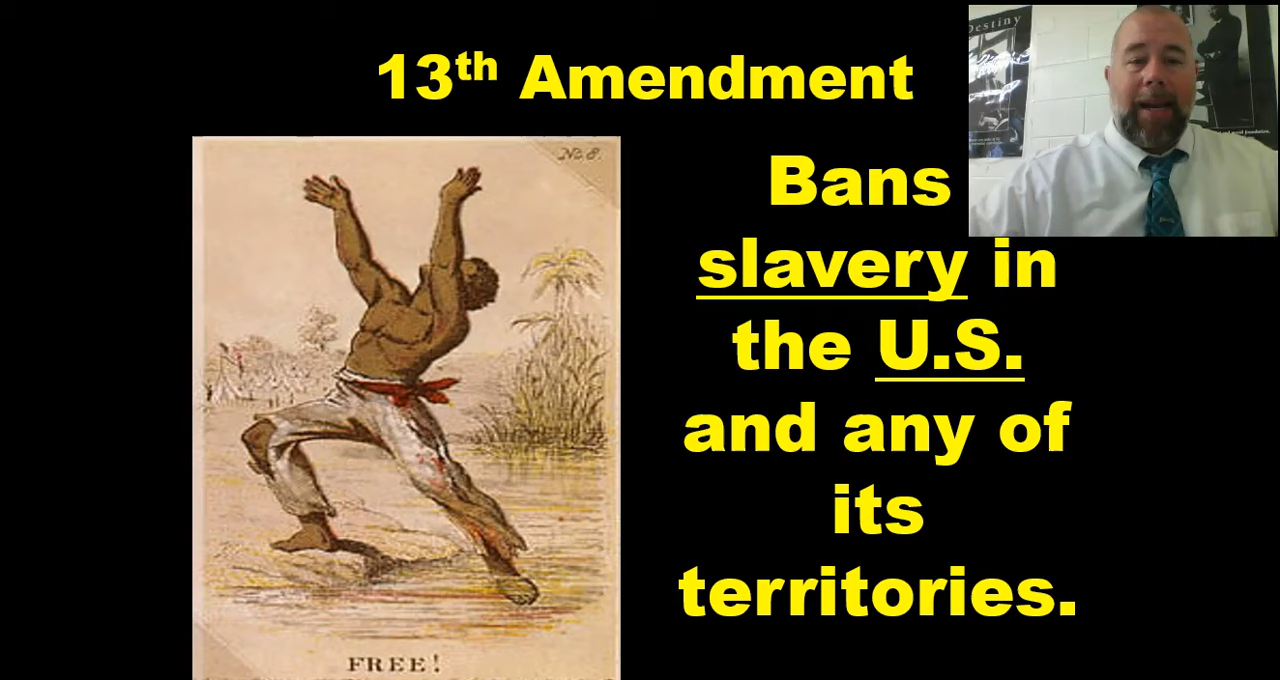 13th Amendment
Destiny
No. 8.
Bans
slavery in
the U.S.
and any of
its
territories.
FREE!